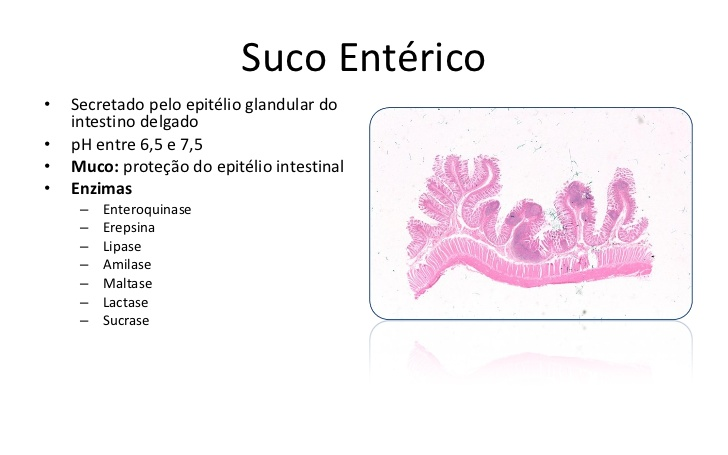 Suco Entérico
• Secretado pelo epitélio glandular do
intestino delgado
• pH entre 6,5 e 7,5
• Muco: proteção do epitélio intestinal
• Enzimas
– Enteroquinase
– Erepsina
– Lipase
– Amilase
– Maltase
– Lactase
– Sucrase